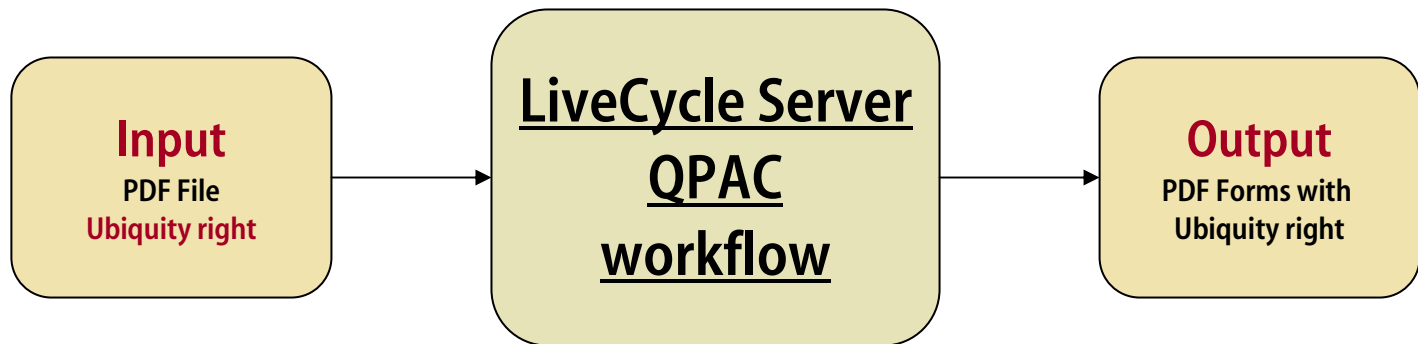 Input
PDF File
Ubiquity right
LiveCycle Server
QPAC
workflow
Output
PDF Forms with
Ubiquity right